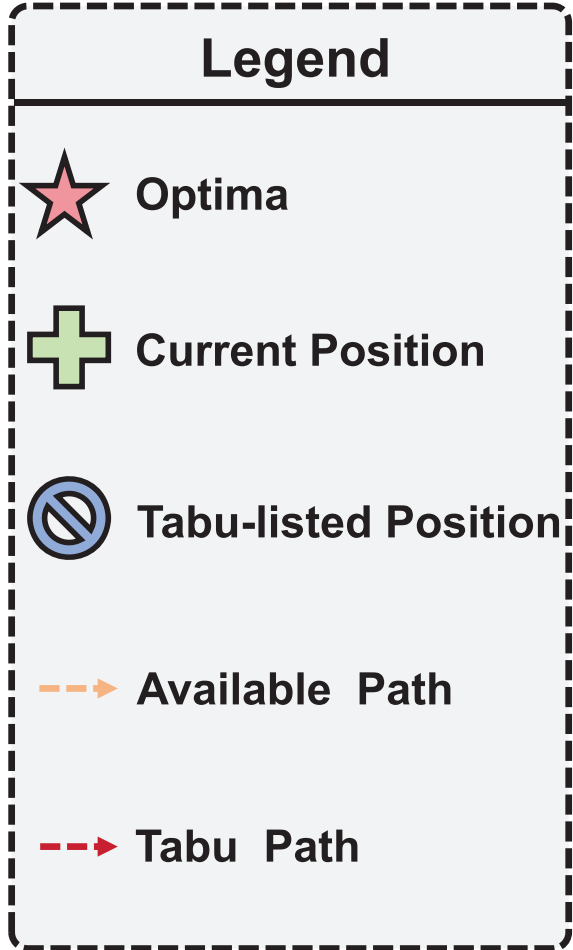 Legend
Optima
Current Position
Tabu-listed Position
Available Path
Tabu Path